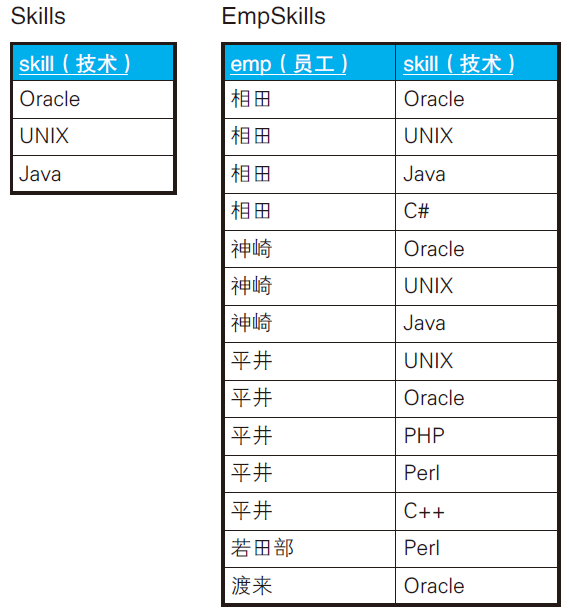 Skills
skill（技术）
Oracle
UNIX
Java
EmpSkills
emp（员工） skill（技术）
相田 Oracle
相田 UNIX
相田 Java
相田 C#
神崎 Oracle
神崎 UNIX
神崎 Java
平井 UNIX
平井 Oracle
平井 PHP
平井 Perl
平井 C++
若田部 Perl
渡来 Oracle